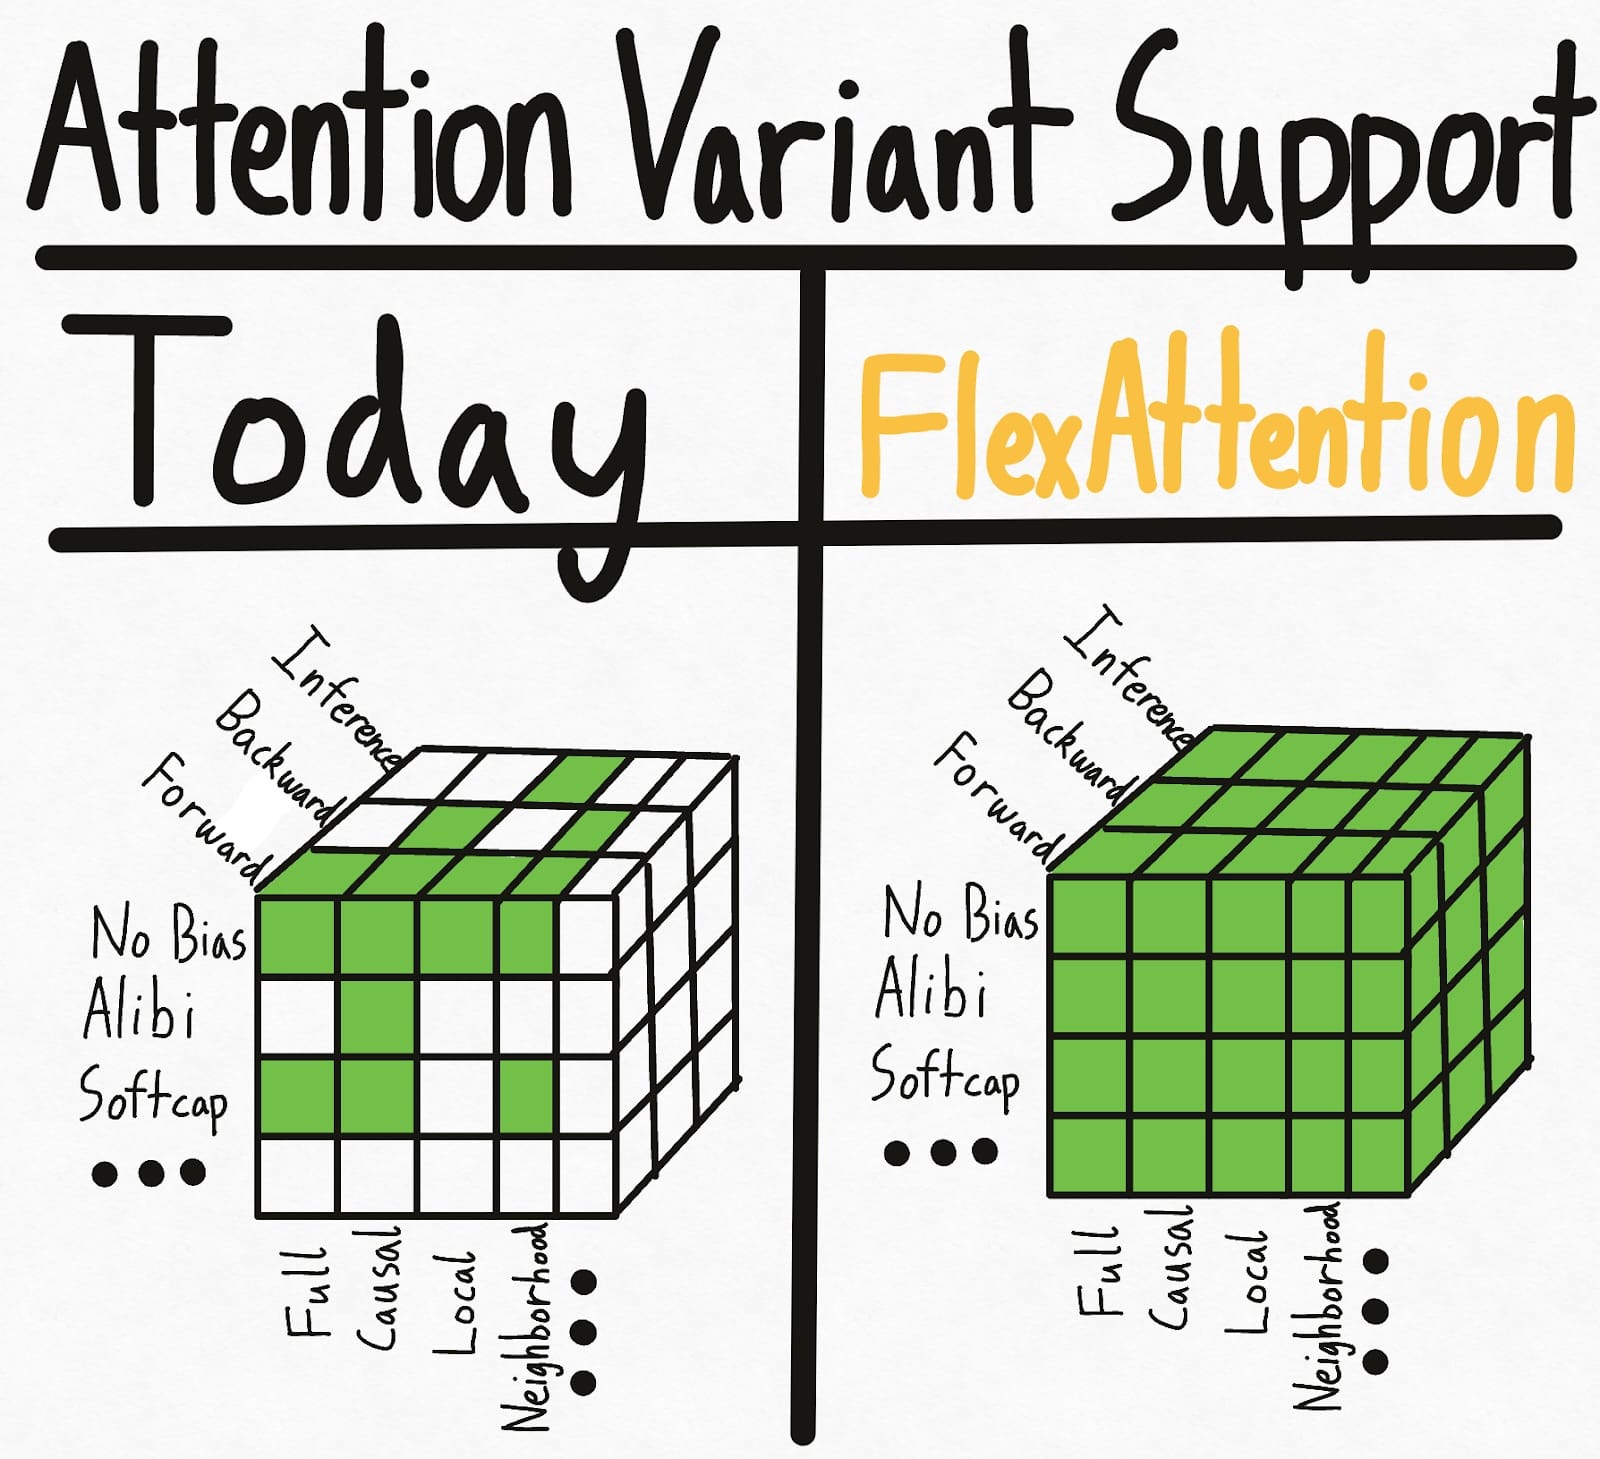 Attention Variant Support
Today
FlexAttention
Inference
Backward
Forward
No Bias
Alibi
Softcap
...
Full
Causal
Local
Neighborhood
...
Inference
Backward
Forward
No Bias
Alibi
Softcap
...
Full
Causal
Local
Neighborhood
...